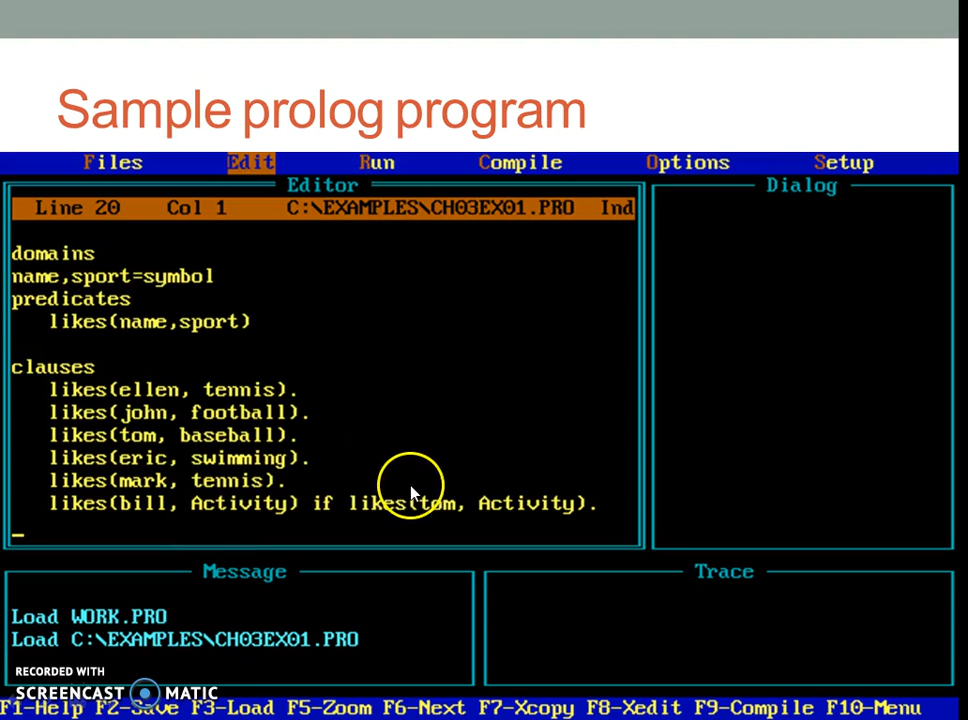 Sample prolog program
Files Edit Run Compile Options Setup
Editor
Line 20 Col 1 C:\EXAMPLES\CH03EX01.PRO Ind
domains
name,sport=symbol
predicates
likes(name,sport)
clauses
likes(ellen, tennis).
likes(john, football).
likes(tom, baseball).
likes(eric, swimming).
likes(mark, tennis).
likes(bill, Activity) if likes(tom, Activity).
Dialog
Message
Load WORK.PRO
Load C:\EXAMPLES\CH03EX01.PRO
Trace
RECORDED WITH
SCREENCAST MATIC
F1-Help F2-Save F3-Load F5-Zoom F6-Next F7-Xcopy F8-Xedit F9-Compile F10-Menu